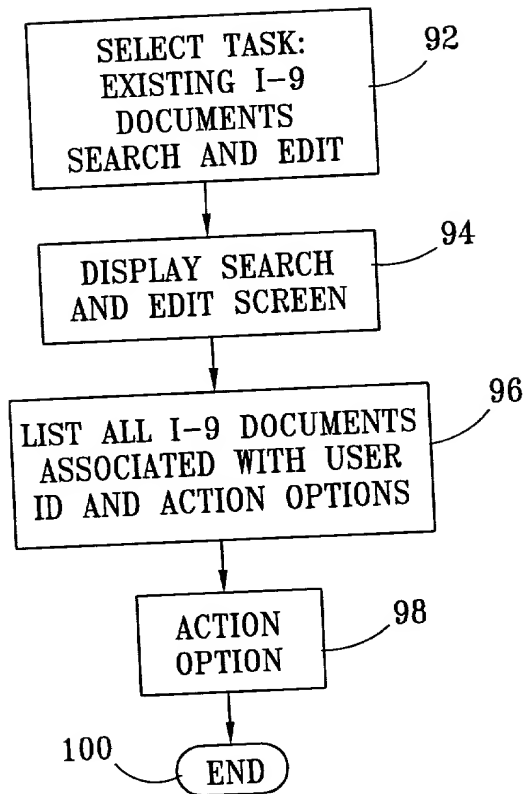 SELECT TASK:
EXISTING I-9
DOCUMENTS
SEARCH AND EDIT
92
DISPLAY SEARCH
AND EDIT SCREEN
94
LIST ALL I-9 DOCUMENTS
ASSOCIATED WITH USER
ID AND ACTION OPTIONS
96
ACTION
OPTION
98
100
END